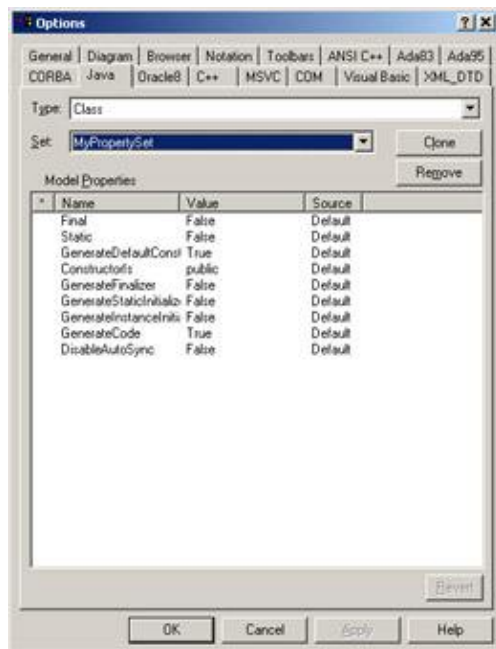 Options
General Diagram Browser Notation Toolbars ANSI C++ Ada83 Ada95
CORBA Java Oracle8 C++ MSVC COM Visual Basic XML_DTD
Type: Class
Set: MyPropertySet Clone
Remove
Model Properties
* Name Value Source
Final False Default
Static False Default
GenerateDefaultConst True Default
ConstructorIs public Default
GenerateFinalizer False Default
GenerateStaticInitializ False Default
GenerateInstanceIniti False Default
GenerateCode True Default
DisableAutoSync False Default
Revert
OK Cancel Apply Help